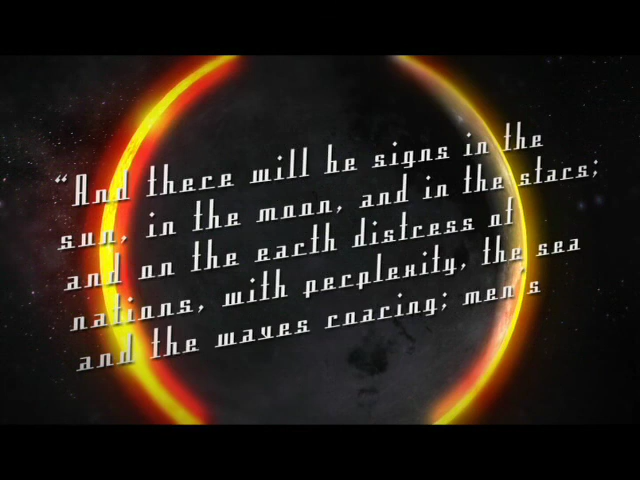 “And there will be signs in the
sun, in the moon, and in the stars;
and on the earth distress of
nations, with perplexity, the sea
and the waves roaring; men's